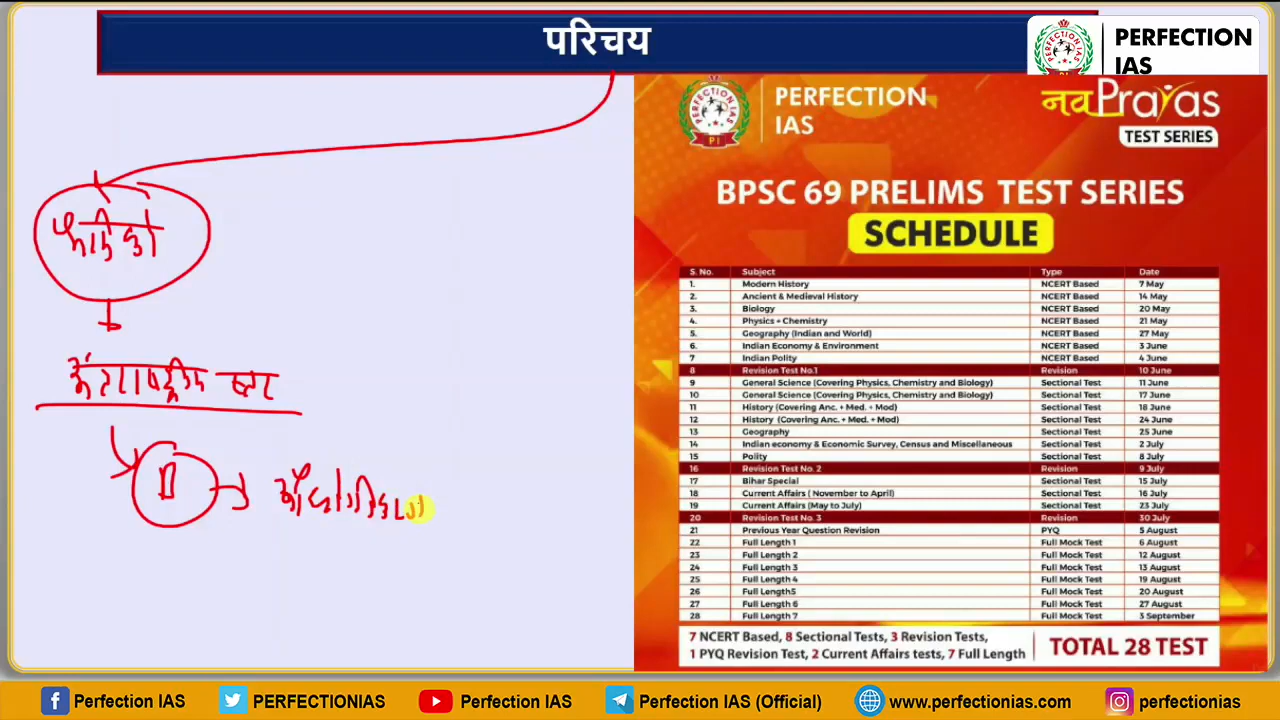 परिचय
PERFECTION
IAS
PERFECTION IAS
PI
PERFECTION
IAS
नवPrayas
TEST SERIES
BPSC 69 PRELIMS TEST SERIES
SCHEDULE
S. No. Subject Type Date
1. Modern History NCERT Based 7 May
2. Ancient & Medieval History NCERT Based 14 May
3. Biology NCERT Based 20 May
4. Physics + Chemistry NCERT Based 21 May
5. Geography (Indian and World) NCERT Based 27 May
6. Indian Economy & Environment NCERT Based 3 June
7 Indian Polity NCERT Based 4 June
8 Revision Test No.1 Revision 10 June
9 General Science (Covering Physics, Chemistry and Biology) Sectional Test 11 June
10 General Science (Covering Physics, Chemistry and Biology) Sectional Test 17 June
11 History (Covering Anc. + Med. + Mod) Sectional Test 18 June
12 History (Covering Anc. + Med. + Mod) Sectional Test 24 June
13 Geography Sectional Test 25 June
14 Indian economy & Economic Survey, Census and Miscellaneous Sectional Test 2 July
15 Polity Sectional Test 8 July
16 Revision Test No. 2 Revision 9 July
17 Bihar Special Sectional Test 15 July
18 Current Affairs ( November to April) Sectional Test 16 July
19 Current Affairs (May to July) Sectional Test 23 July
20 Revision Test No. 3 Revision 30 July
21 Previous Year Question Revision PYQ 5 August
22 Full Length 1 Full Mock Test 6 August
23 Full Length 2 Full Mock Test 12 August
24 Full Length 3 Full Mock Test 13 August
25 Full Length 4 Full Mock Test 19 August
26 Full Length5 Full Mock Test 20 August
27 Full Length 6 Full Mock Test 27 August
28 Full Length 7 Full Mock Test 3 September
7 NCERT Based, 8 Sectional Tests, 3 Revision Tests,
1 PYQ Revision Test, 2 Current Affairs tests, 7 Full Length
TOTAL 28 TEST
Perfection IAS PERFECTIONIAS Perfection IAS Perfection IAS (Official) www.perfectionias.com perfectionias